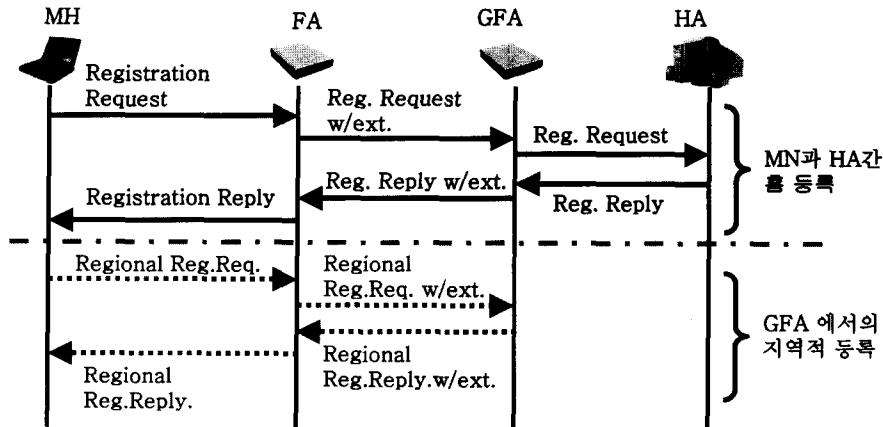 MH
FA
GFA
HA
Registration
Request
Reg. Request
w/ext.
Reg. Request
MN과 HA간
홈 등록
Reg. Reply w/ext.
Registration Reply
Reg. Reply
Regional Reg.Req.
Regional
Reg.Req. w/ext.
GFA 에서의
지역적 등록
Regional
Reg.Reply.w/ext.
Regional
Reg.Reply.